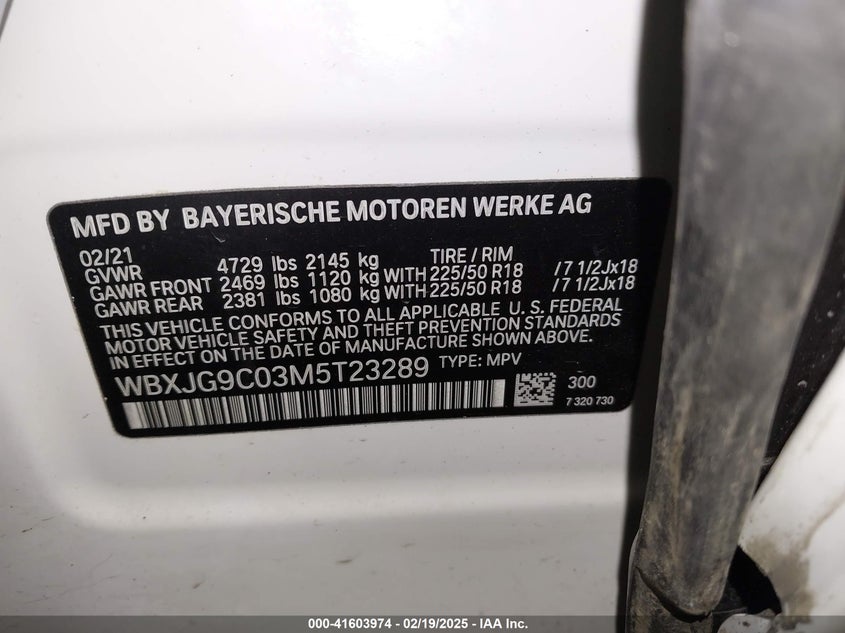 MFD BY BAYERISCHE MOTOREN WERKE AG
02/21 TIRE / RIM
GVWR 4729 lbs 2145 kg
GAWR FRONT 2469 lbs 1120 kg WITH 225/50 R18 /7 1/2Jx18
GAWR REAR 2381 lbs 1080 kg WITH 225/50 R18 /7 1/2Jx18
THIS VEHICLE CONFORMS TO ALL APPLICABLE U. S. FEDERAL
MOTOR VEHICLE SAFETY AND THEFT PREVENTION STANDARDS
IN EFFECT ON THE DATE OF MANUFACTURE SHOWN ABOVE.
WBXJG9C03M5T23289 TYPE: MPV
300
7 320 730
000-41603974 - 02/19/2025 - IAA Inc.